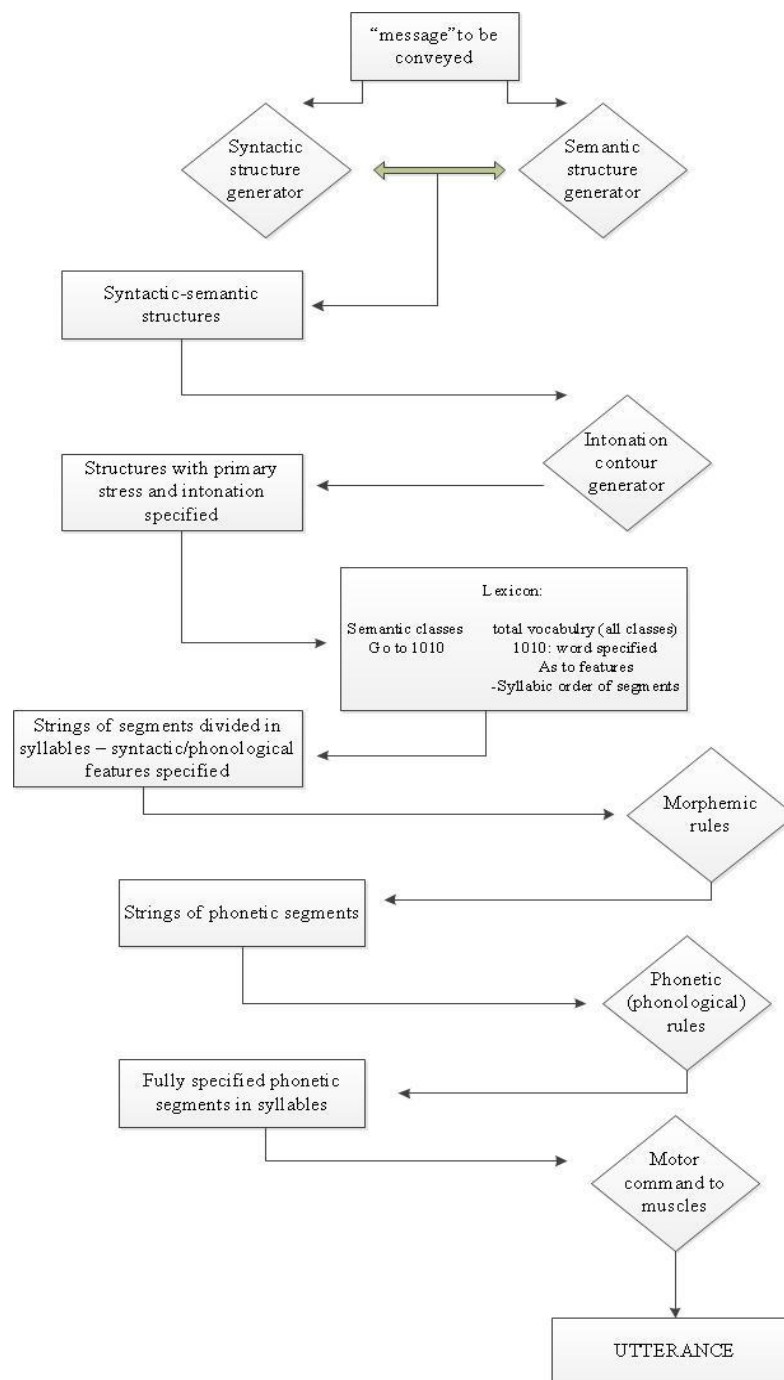 “message”to be
conveyed
Syntactic
structure
generator
Semantic
structure
generator
Syntactic-semantic
structures
Intonation
contour
generator
Structures with primary
stress and intonation
specified
Lexicon:
Semantic classes
Go to 1010
total vocabulry (all classes)
1010: word specified
As to features
-Syllabic order of segments
Strings of segments divided in
syllables – syntactic/phonological
features specified
Morphemic
rules
Strings of phonetic segments
Phonetic
(phonological)
rules
Fully specified phonetic
segments in syllables
Motor
command to
muscles
UTTERANCE